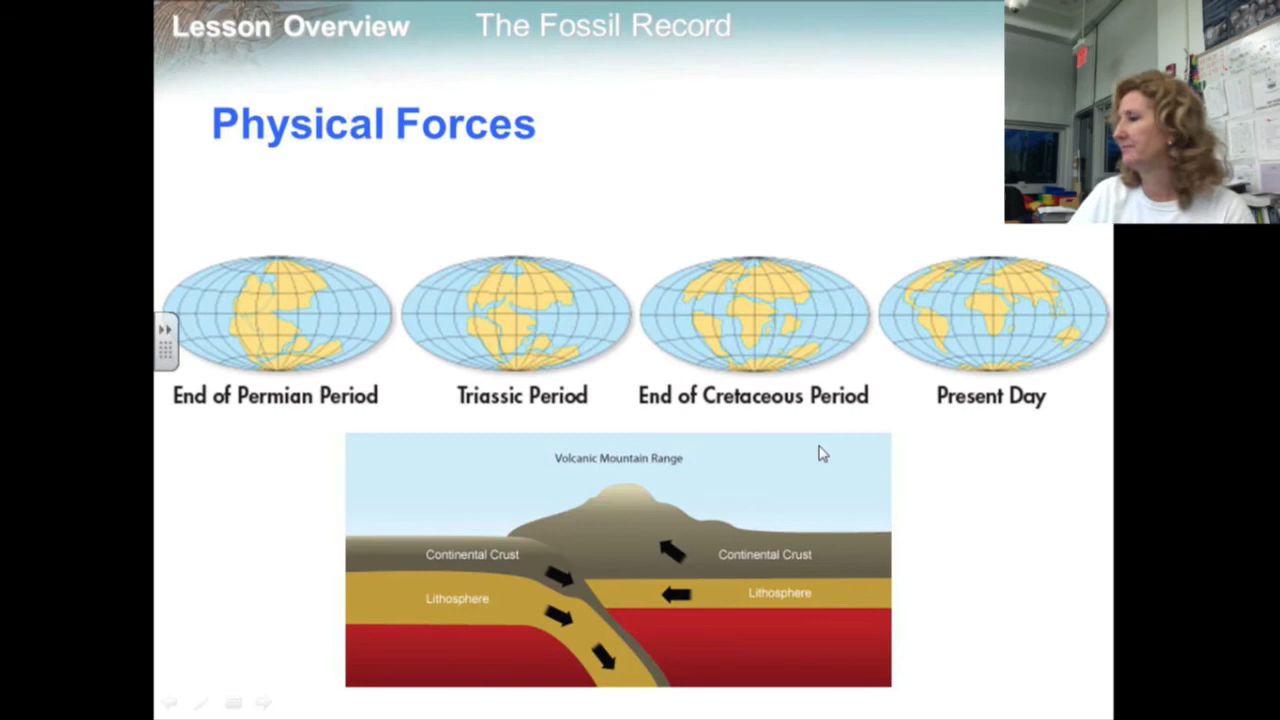 Lesson Overview The Fossil Record
Physical Forces
End of Permian Period
Triassic Period
End of Cretaceous Period
Present Day
Volcanic Mountain Range
Continental Crust
Continental Crust
Lithosphere
Lithosphere